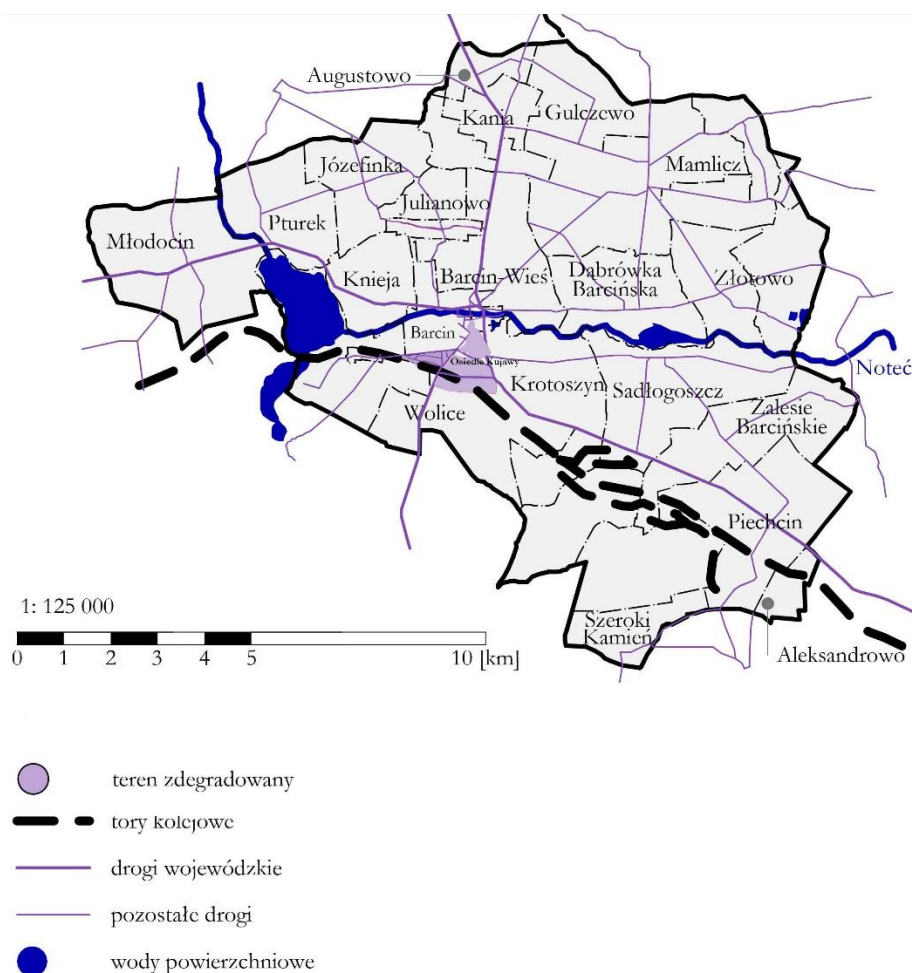 Augustowo
Kania
Gulczewo
Józefinka
Mamlicz
Julianowo
Młodocin
Pturek
Knieja
Barcin-Wieś
Dąbrówka
Barcińska
Złotowo
Barcin
Osiedle Kujawy
Noteć
Krotoszyn
Sadłogoszcz
Wolice
Zalesie
Barcińskie
Piechcin
Szeroki
Kamień
Aleksandrowo
1: 125 000
0 1 2 3 4 5 10 [km]
teren zdegradowany
tory kolejowe
drogi wojewódzkie
pozostałe drogi
wody powierzchniowe